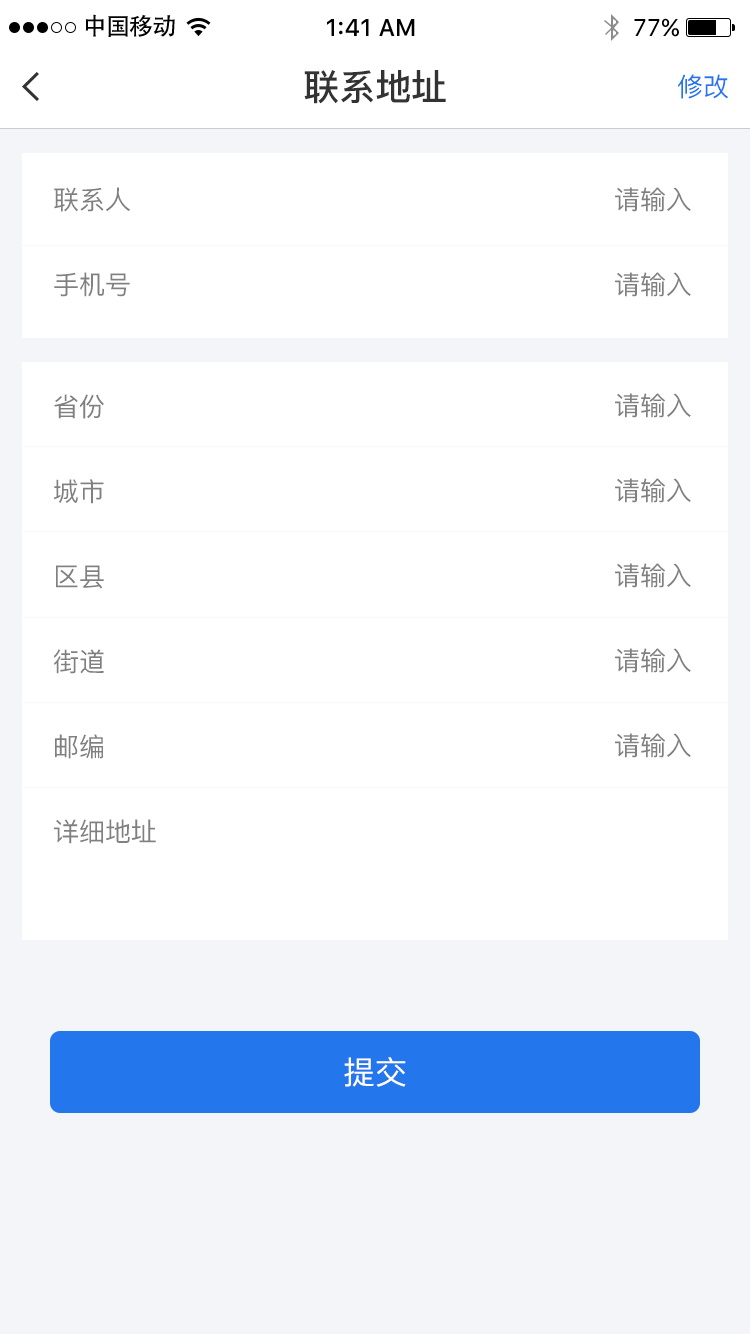 中国移动 1:41 AM 77%
联系地址 修改
联系人 请输入
手机号 请输入
省份 请输入
城市 请输入
区县 请输入
街道 请输入
邮编 请输入
详细地址
提交